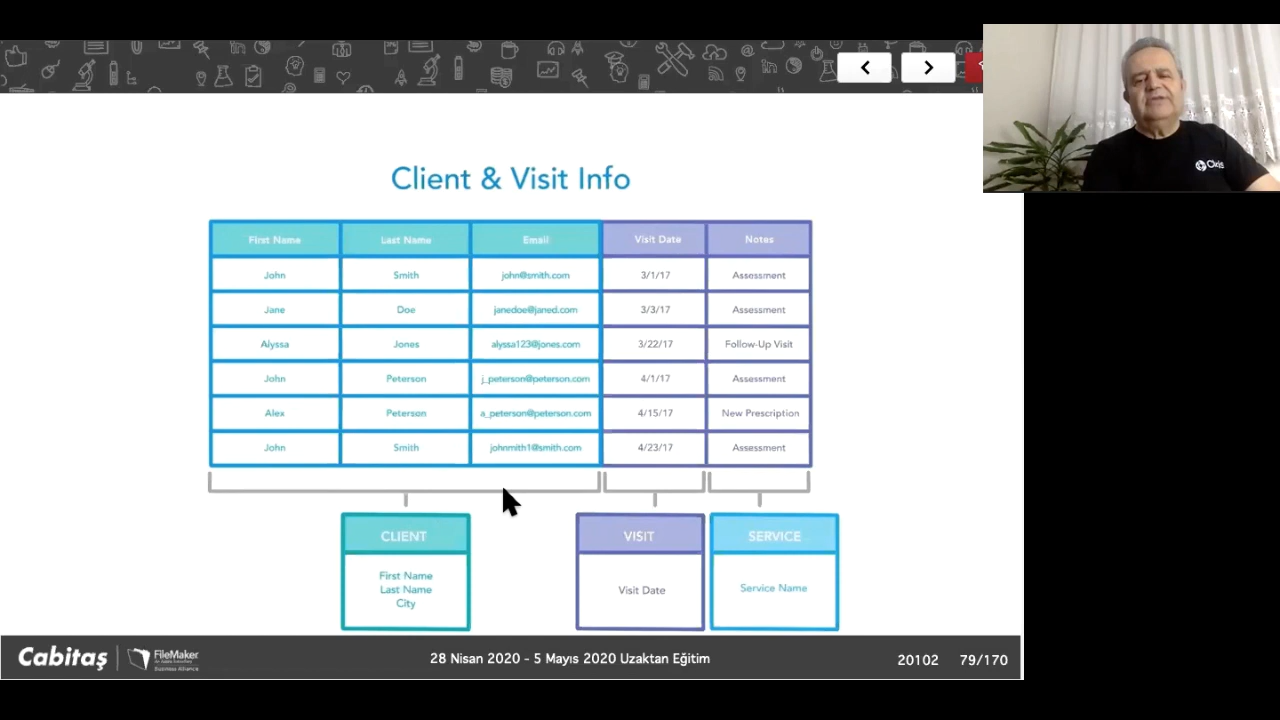 Client & Visit Info
First Name Last Name Email Visit Date Notes
John Smith john@smith.com 3/1/17 Assessment
Jane Doe janedoe@janed.com 3/3/17 Assessment
Alyssa Jones alyssa123@jones.com 3/22/17 Follow-Up Visit
John Peterson j_peterson@peterson.com 4/1/17 Assessment
Alex Peterson a_peterson@peterson.com 4/15/17 New Prescription
John Smith johnmith1@smith.com 4/23/17 Assessment
CLIENT
First Name
Last Name
City
VISIT
Visit Date
SERVICE
Service Name
Cabitaş
FileMaker
Business Alliance
28 Nisan 2020 - 5 Mayıs 2020 Uzaktan Eğitim
20102 79/170